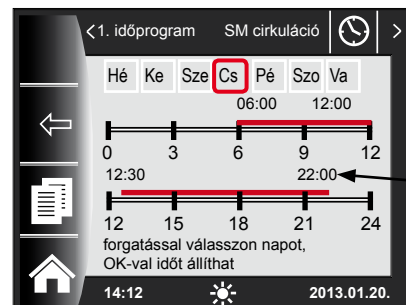 1. időprogram SM cirkuláció
Hé Ke Sze Cs Pé Szo Va
06:00 12:00
0 3 6 9 12
12:30 22:00
12 15 18 21 24
forgatással válasszon napot,
OK-val időt állíthat
14:12 2013.01.20.